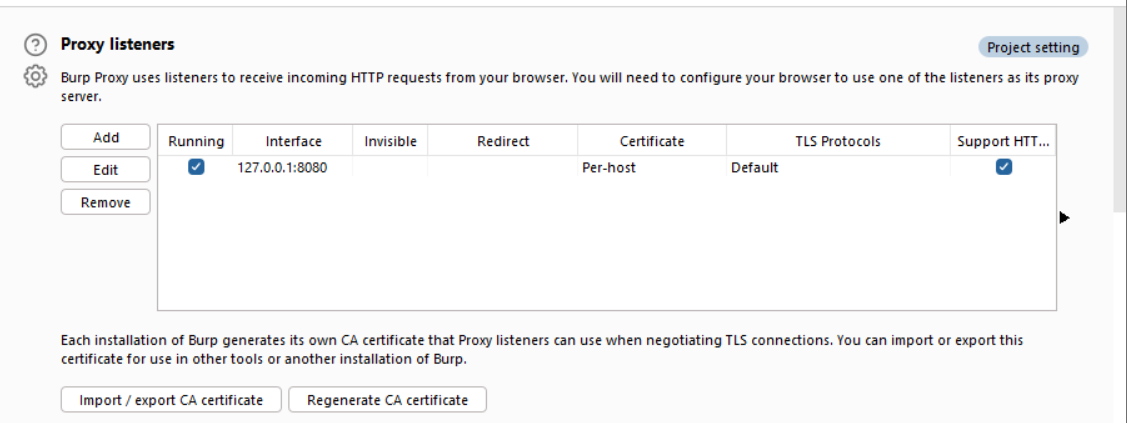 Proxy listeners
Project setting
Burp Proxy uses listeners to receive incoming HTTP requests from your browser. You will need to configure your browser to use one of the listeners as its proxy
server.
Add
Edit
Remove
Running Interface Invisible Redirect Certificate TLS Protocols Support HTT...
127.0.0.1:8080 Per-host Default
Each installation of Burp generates its own CA certificate that Proxy listeners can use when negotiating TLS connections. You can import or export this
certificate for use in other tools or another installation of Burp.
Import / export CA certificate Regenerate CA certificate